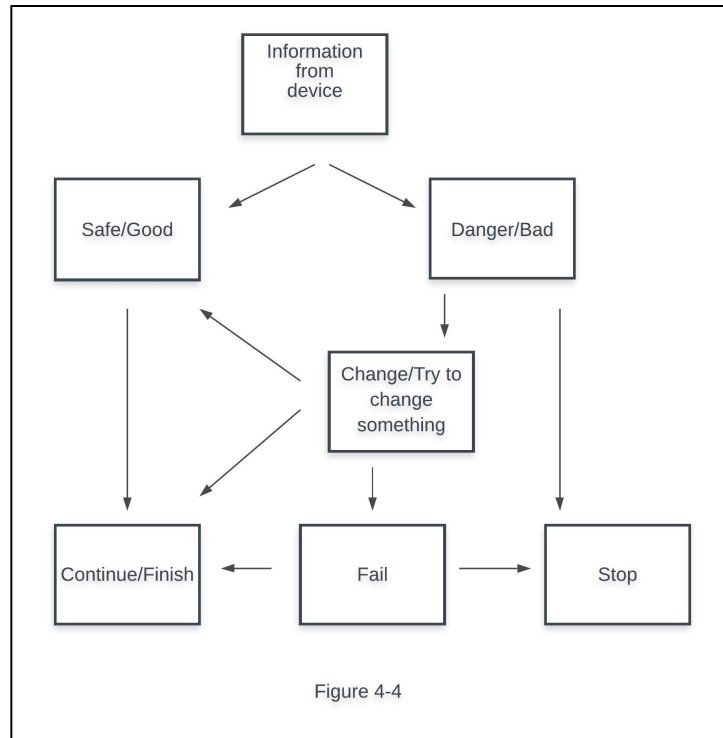 Information
from
device
Safe/Good
Danger/Bad
Change/Try to
change
something
Continue/Finish
Fail
Stop
Figure 4-4